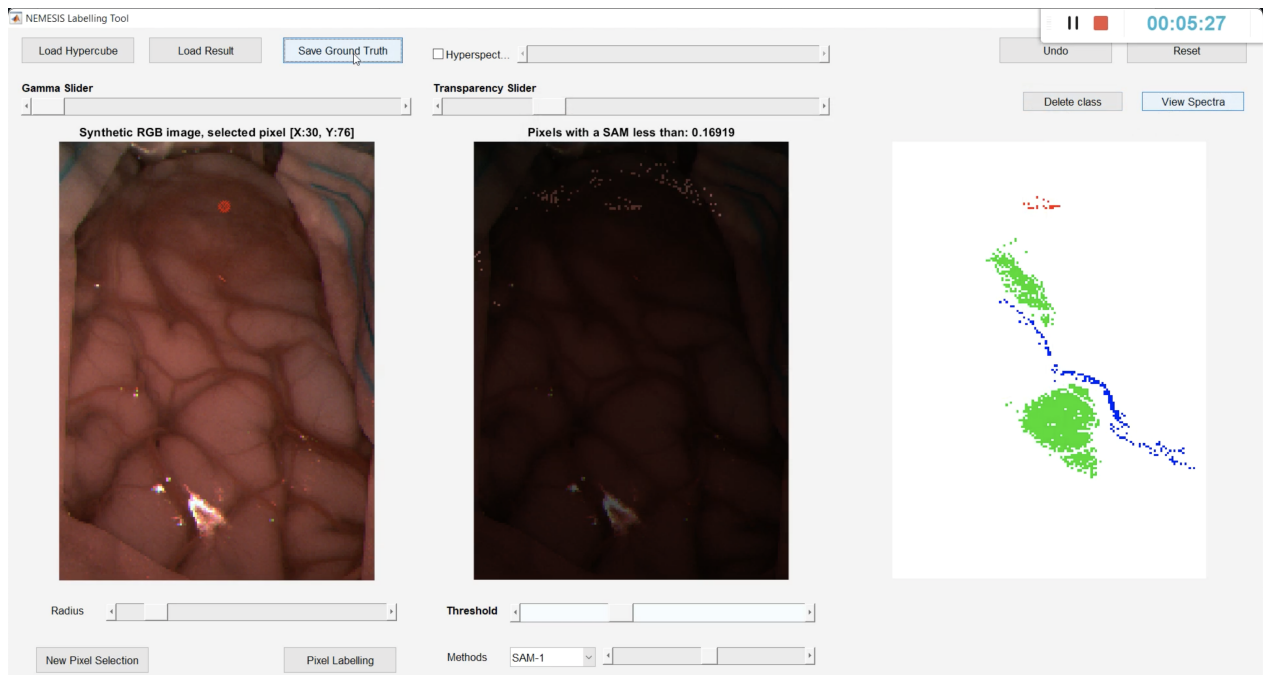 NEMESIS Labelling Tool
00:05:27
Load Hypercube
Load Result
Save Ground Truth
Hyperspect...
Undo
Reset
Gamma Slider
Transparency Slider
Delete class
View Spectra
Synthetic RGB image, selected pixel [X:30, Y:76]
Pixels with a SAM less than: 0.16919
Radius
Threshold
New Pixel Selection
Pixel Labelling
Methods
SAM-1